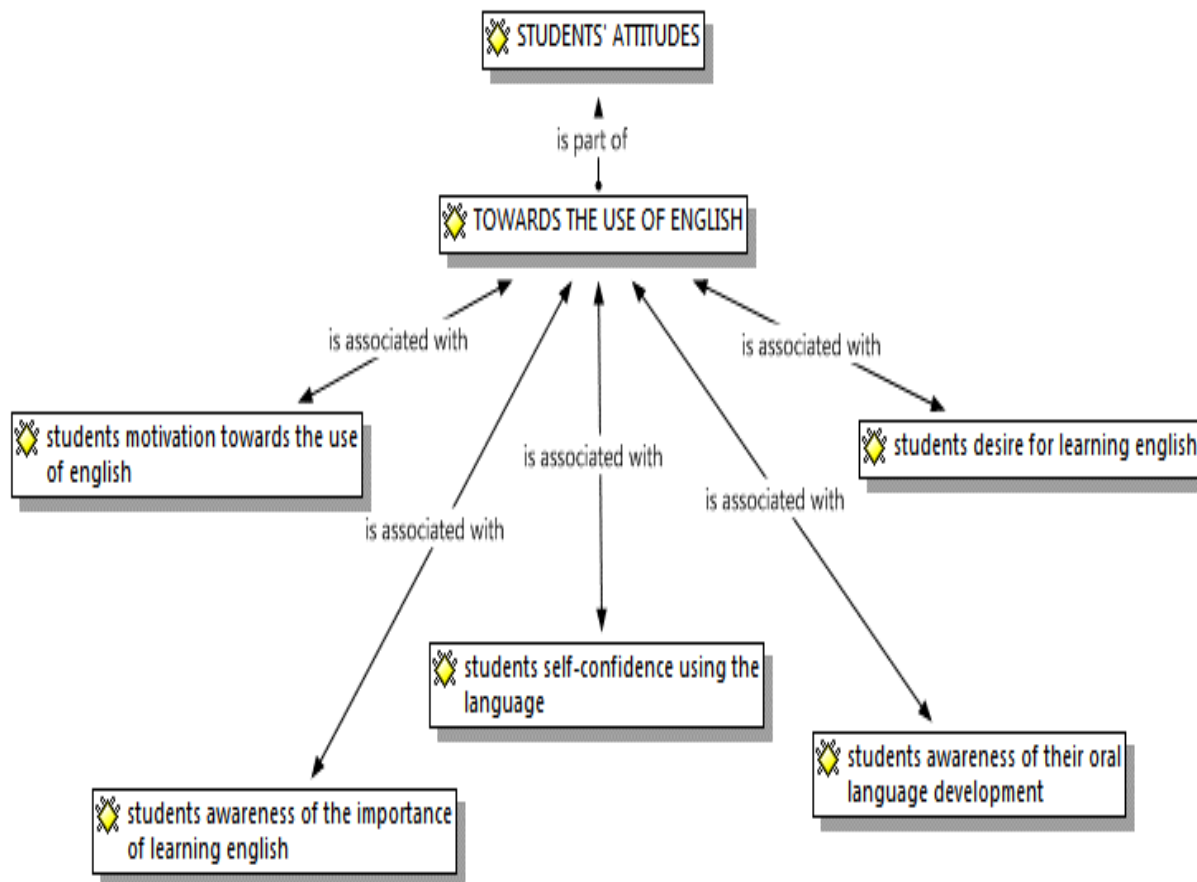 STUDENTS' ATTITUDES
is part of
TOWARDS THE USE OF ENGLISH
is associated with
is associated with
students motivation towards the use
of english
students desire for learning english
is associated with
is associated with
is associated with
students self-confidence using the
language
students awareness of their oral
language development
students awareness of the importance
of learning english